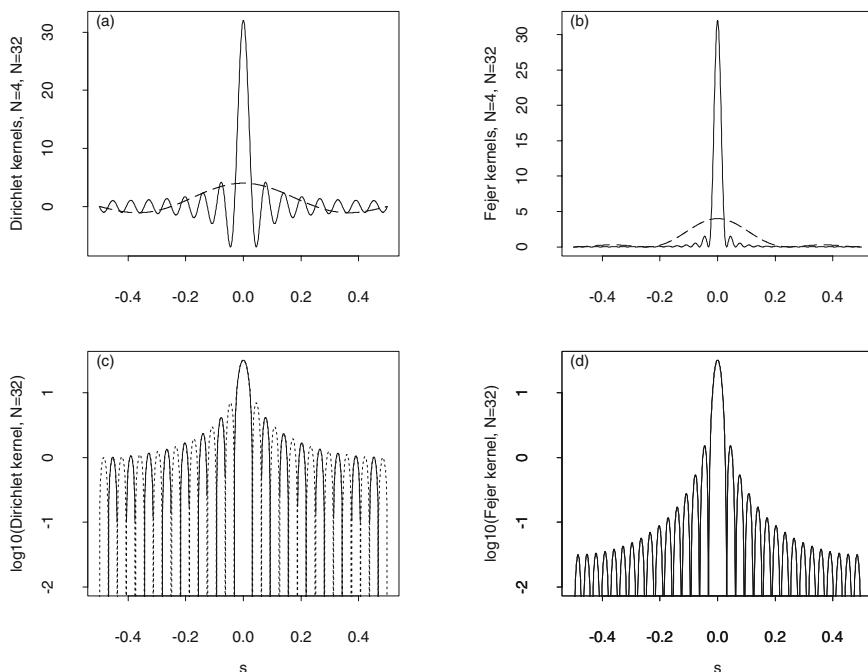 (a)
Dirichlet kernels, N=4, N=32
30
20
10
0
-0.4 -0.2 0.0 0.2 0.4
(b)
Fejer kernels, N=4, N=32
30
25
20
15
10
5
0
-0.4 -0.2 0.0 0.2 0.4
(c)
log10(Dirichlet kernel, N=32)
1
0
-1
-2
-0.4 -0.2 0.0 0.2 0.4
s
(d)
log10(Fejer kernel, N=32)
1
0
-1
-2
-0.4 -0.2 0.0 0.2 0.4
s